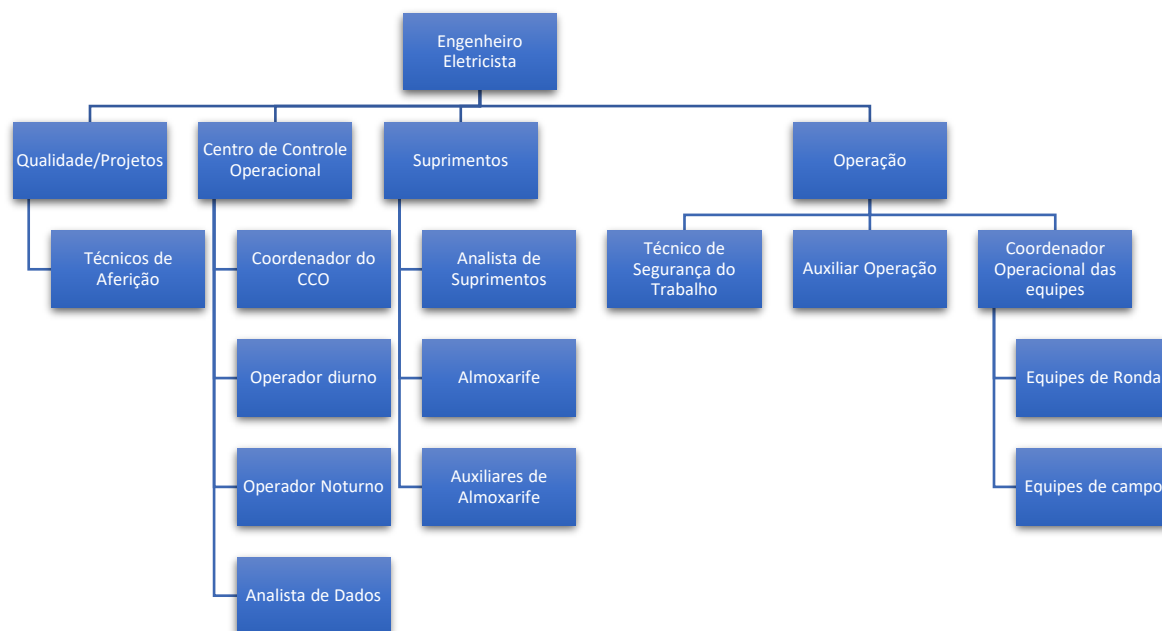 Engenheiro
Eletricista
Qualidade/Projetos
Centro de Controle
Operacional
Suprimentos
Operação
Técnicos de
Aferição
Coordenador do
CCO
Analista de
Suprimentos
Técnico de
Segurança do
Trabalho
Auxiliar Operação
Coordenador
Operacional das
equipes
Operador diurno
Almoxarife
Equipes de Ronda
Operador Noturno
Auxiliares de
Almoxarife
Equipes de campo
Analista de Dados